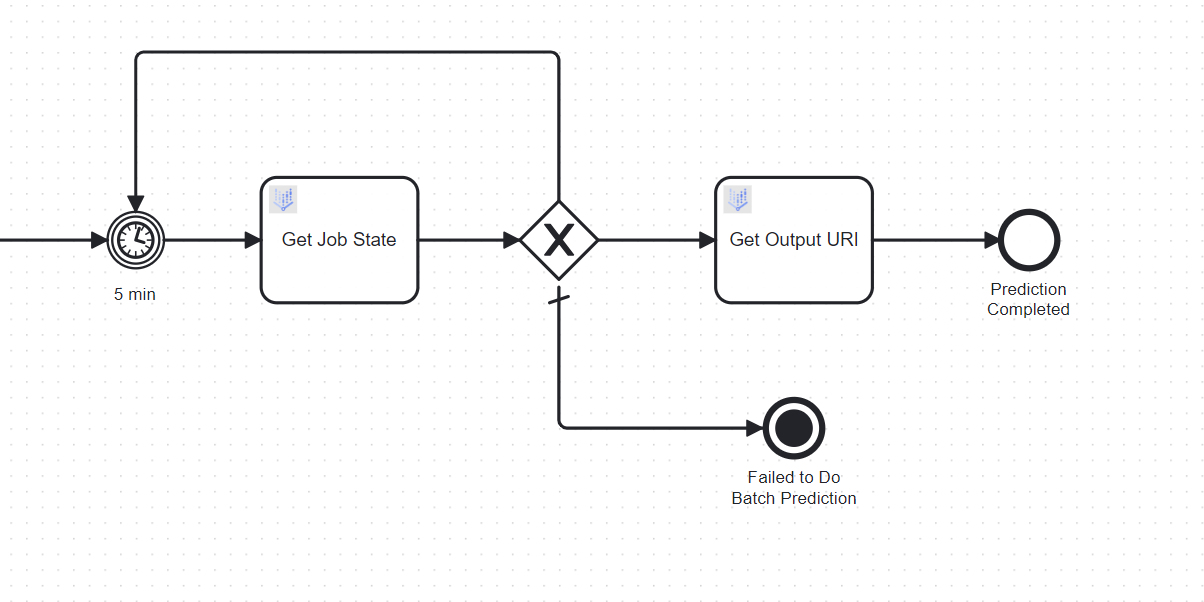 5 min
Get Job State
X
Get Output URI
Prediction
Completed
Failed to Do
Batch Prediction